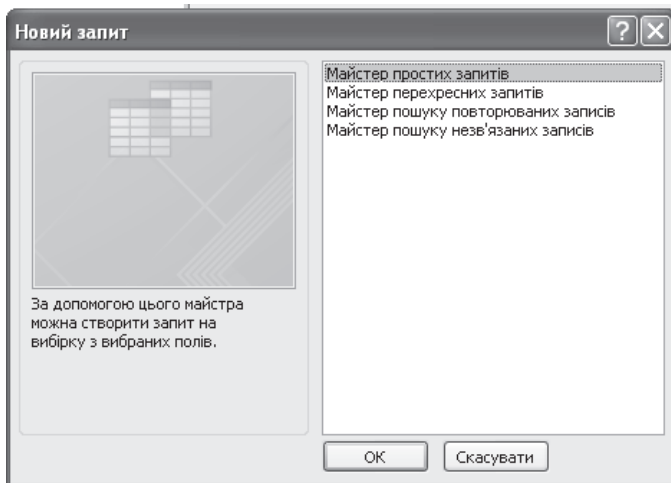 Новий запит
Майстер простих запитів
Майстер перехресних запитів
Майстер пошуку повторюваних записів
Майстер пошуку незв'язаних записів
За допомогою цього майстра
можна створити запит на
вибірку з вибраних полів.
ОК
Скасувати